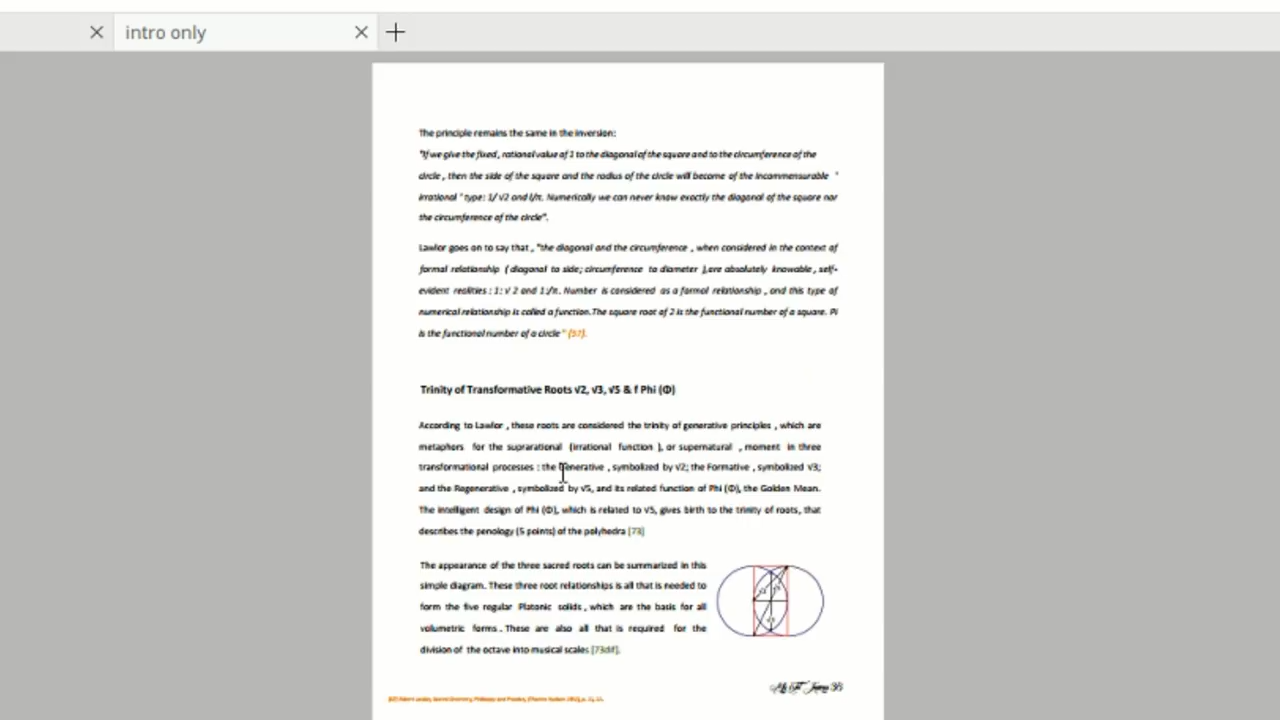 intro only
The principle remains the same in the inversion:
"If we give the fixed, rational value of 1 to the diagonal of the square and to the circumference of the
circle , then the side of the square and the radius of the circle will become of the incommensurable '
irrational ' type: 1/ √2 and 1/π. Numerically we can never know exactly the diagonal of the square nor
the circumference of the circle".
Lawlor goes on to say that , "the diagonal and the circumference , when considered in the context of
formal relationship ( diagonal to side; circumference to diameter ),are absolutely knowable , self-
evident realities : 1: √ 2 and 1:/π. Number is considered as a formal relationship , and this type of
numerical relationship is called a function.The square root of 2 is the functional number of a square. Pi
is the functional number of a circle" [57].
Trinity of Transformative Roots √2, √3, √5 & f Phi (Φ)
According to Lawlor , these roots are considered the trinity of generative principles , which are
metaphors for the suprarational (irrational function ), or supernatural , moment in three
transformational processes : the Generative , symbolized by √2; the Formative , symbolized √3;
and the Regenerative , symbolized by √5, and its related function of Phi (Φ), the Golden Mean.
The intelligent design of Phi (Φ), which is related to √5, gives birth to the trinity of roots, that
describes the penology (5 points) of the polyhedra [73]
The appearance of the three sacred roots can be summarized in this
simple diagram. These three root relationships is all that is needed to
form the five regular Platonic solids , which are the basis for all
volumetric forms . These are also all that is required for the
division of the octave into musical scales [73dif].
[57] Robert Lawlor, Sacred Geometry, Philosophy and Practice, (Thames Hudson 1982), p.